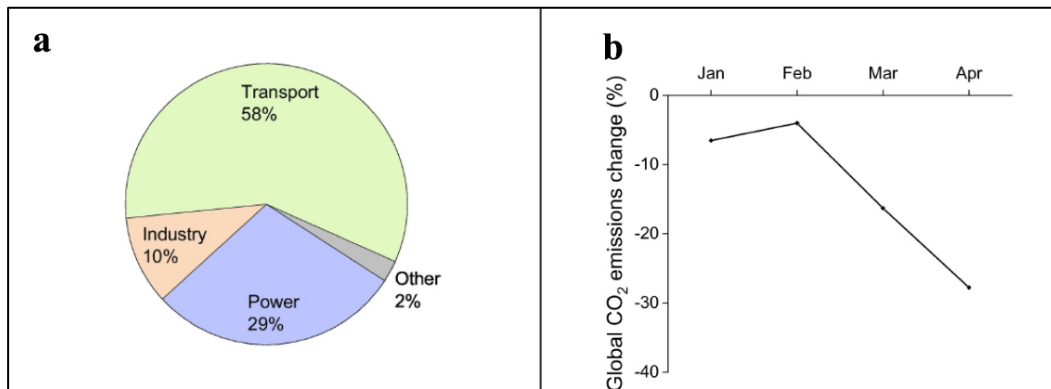 a
Transport
58%
Industry
10%
Power
29%
Other
2%
b
Jan Feb Mar Apr
Global CO₂ emissions change (%)
0
-10
-20
-30
-40